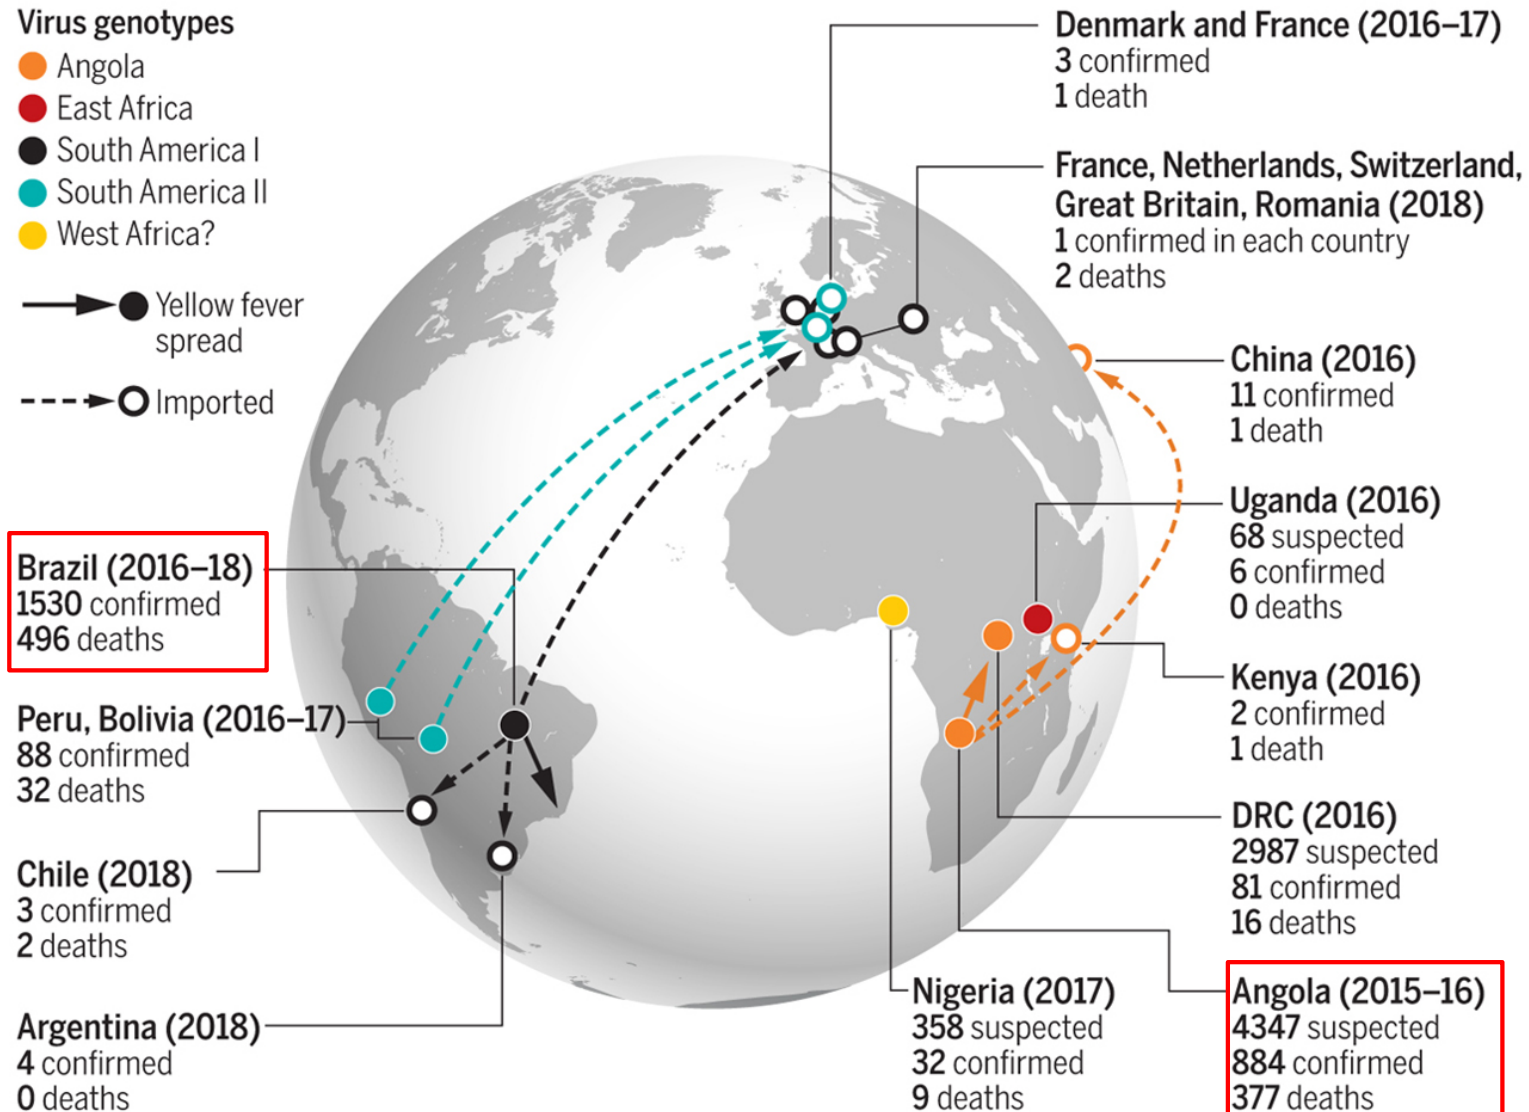 Virus genotypes
Angola
East Africa
South America I
South America II
West Africa?
Yellow fever
spread
Imported
Denmark and France (2016–17)
3 confirmed
1 death
France, Netherlands, Switzerland,
Great Britain, Romania (2018)
1 confirmed in each country
2 deaths
China (2016)
11 confirmed
1 death
Uganda (2016)
68 suspected
6 confirmed
0 deaths
Kenya (2016)
2 confirmed
1 death
DRC (2016)
2987 suspected
81 confirmed
16 deaths
Angola (2015–16)
4347 suspected
884 confirmed
377 deaths
Nigeria (2017)
358 suspected
32 confirmed
9 deaths
Brazil (2016–18)
1530 confirmed
496 deaths
Peru, Bolivia (2016–17)
88 confirmed
32 deaths
Chile (2018)
3 confirmed
2 deaths
Argentina (2018)
4 confirmed
0 deaths